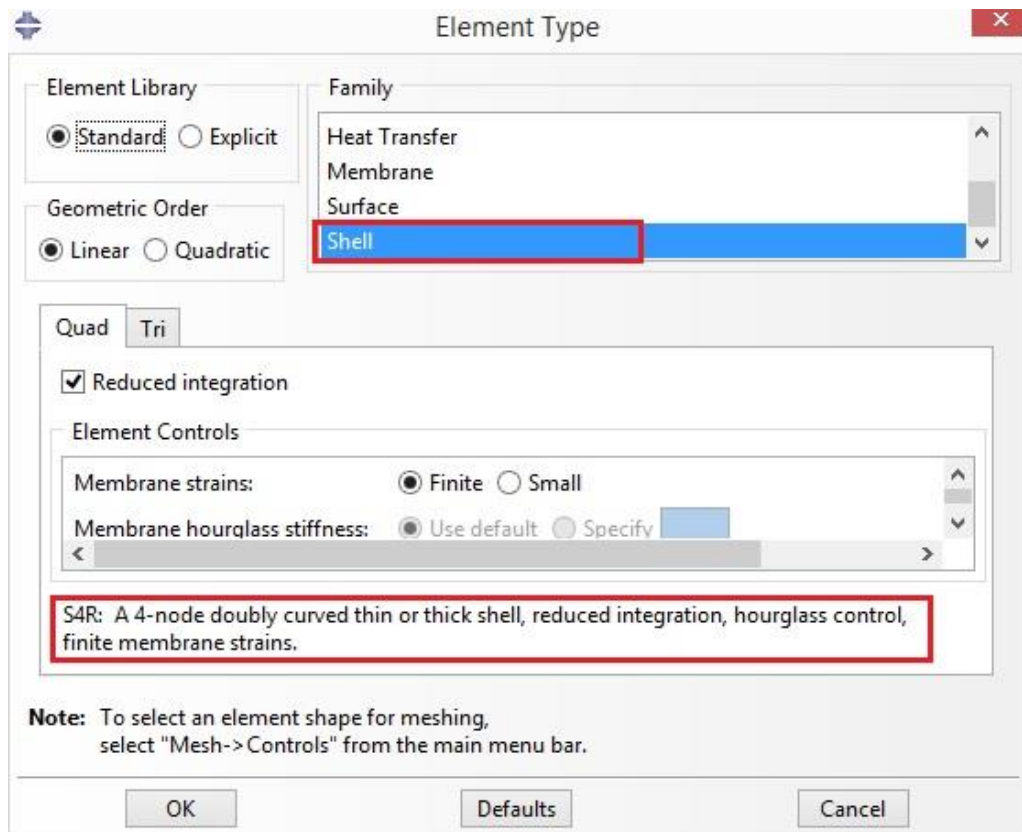 Element Type
Element Library
Standard Explicit
Geometric Order
Linear Quadratic
Family
Heat Transfer
Membrane
Surface
Shell
Quad Tri
Reduced integration
Element Controls
Membrane strains: Finite Small
Membrane hourglass stiffness: Use default Specify
S4R: A 4-node doubly curved thin or thick shell, reduced integration, hourglass control,
finite membrane strains.
Note: To select an element shape for meshing,
select "Mesh->Controls" from the main menu bar.
OK Defaults Cancel